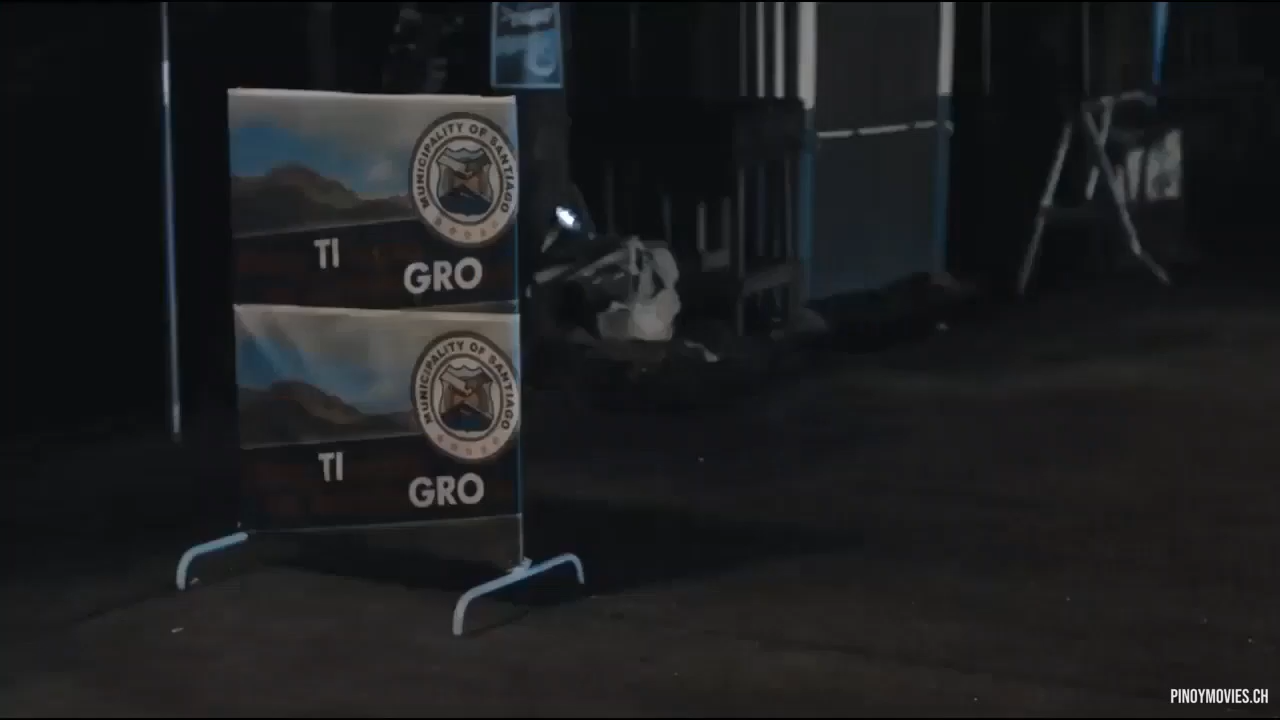 MUNICIPALITY OF SANTIAGO
TI
GRO
MUNICIPALITY OF SANTIAGO
TI
GRO
PINOYMOVIES.CH